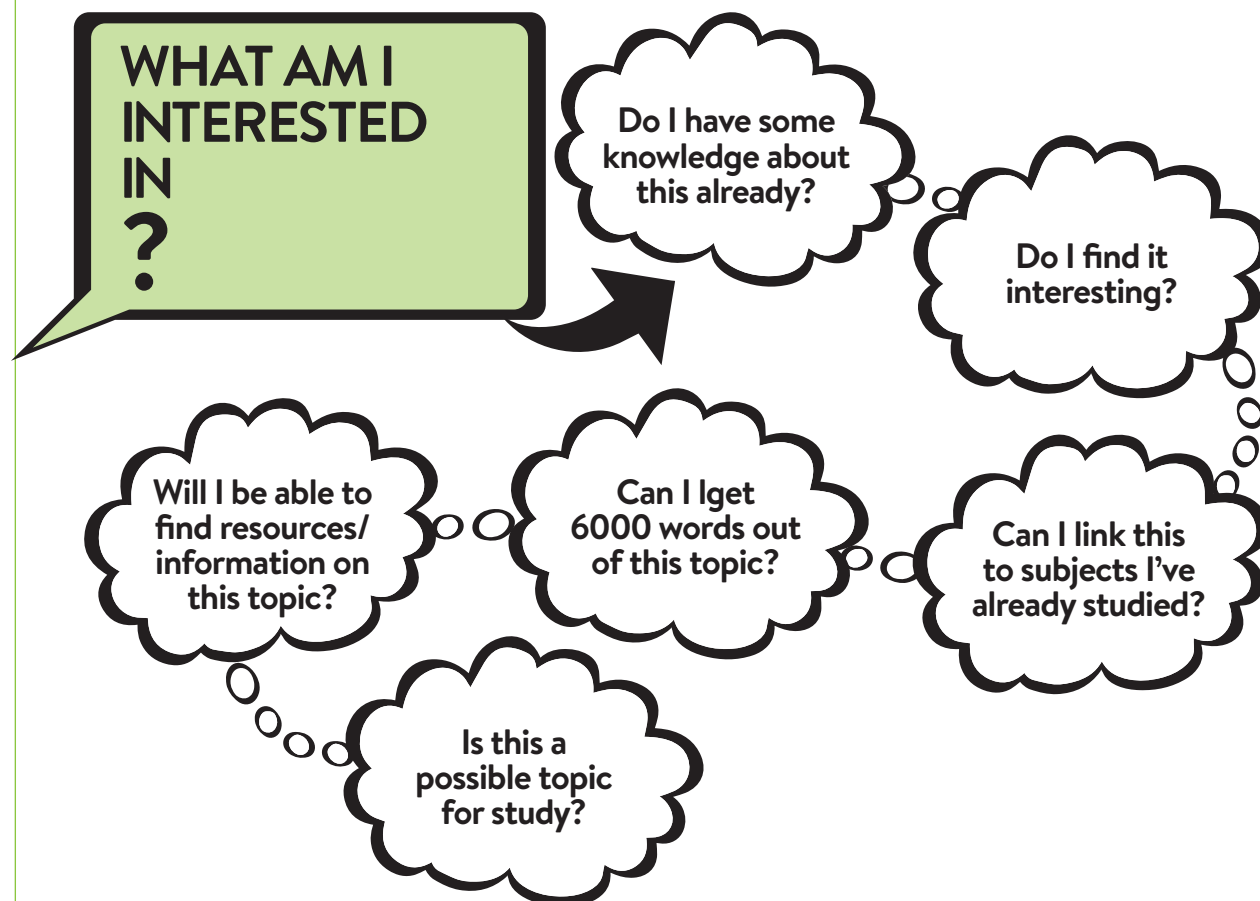 WHAT AM I
INTERESTED
IN
?
Do I have some
knowledge about
this already?
Do I find it
interesting?
Can I link this
to subjects I’ve
already studied?
Can I lget
6000 words out
of this topic?
Will I be able to
find resources/
information on
this topic?
Is this a
possible topic
for study?